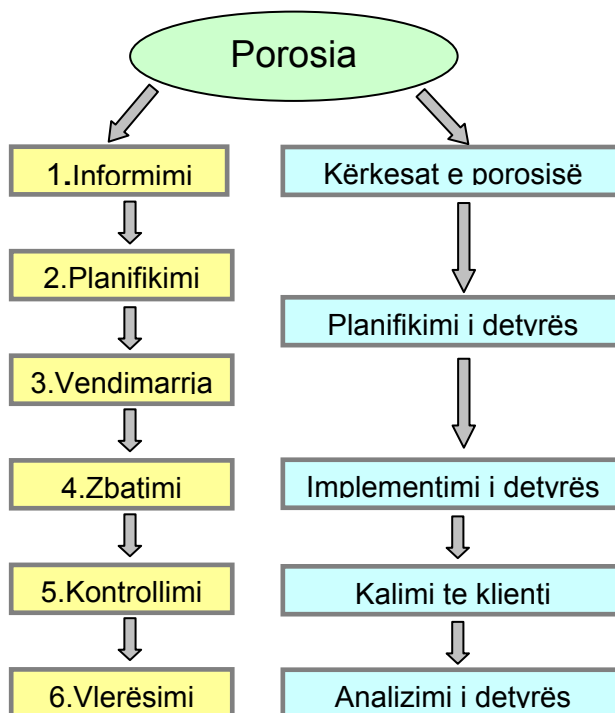 Porosia
1.Informimi
2.Planifikimi
3.Vendimarrja
4.Zbatimi
5.Kontrollimi
6.Vlerësimi
Kërkesat e porosisë
Planifikimi i detyrës
Implementimi i detyrës
Kalimi te klienti
Analizimi i detyrës